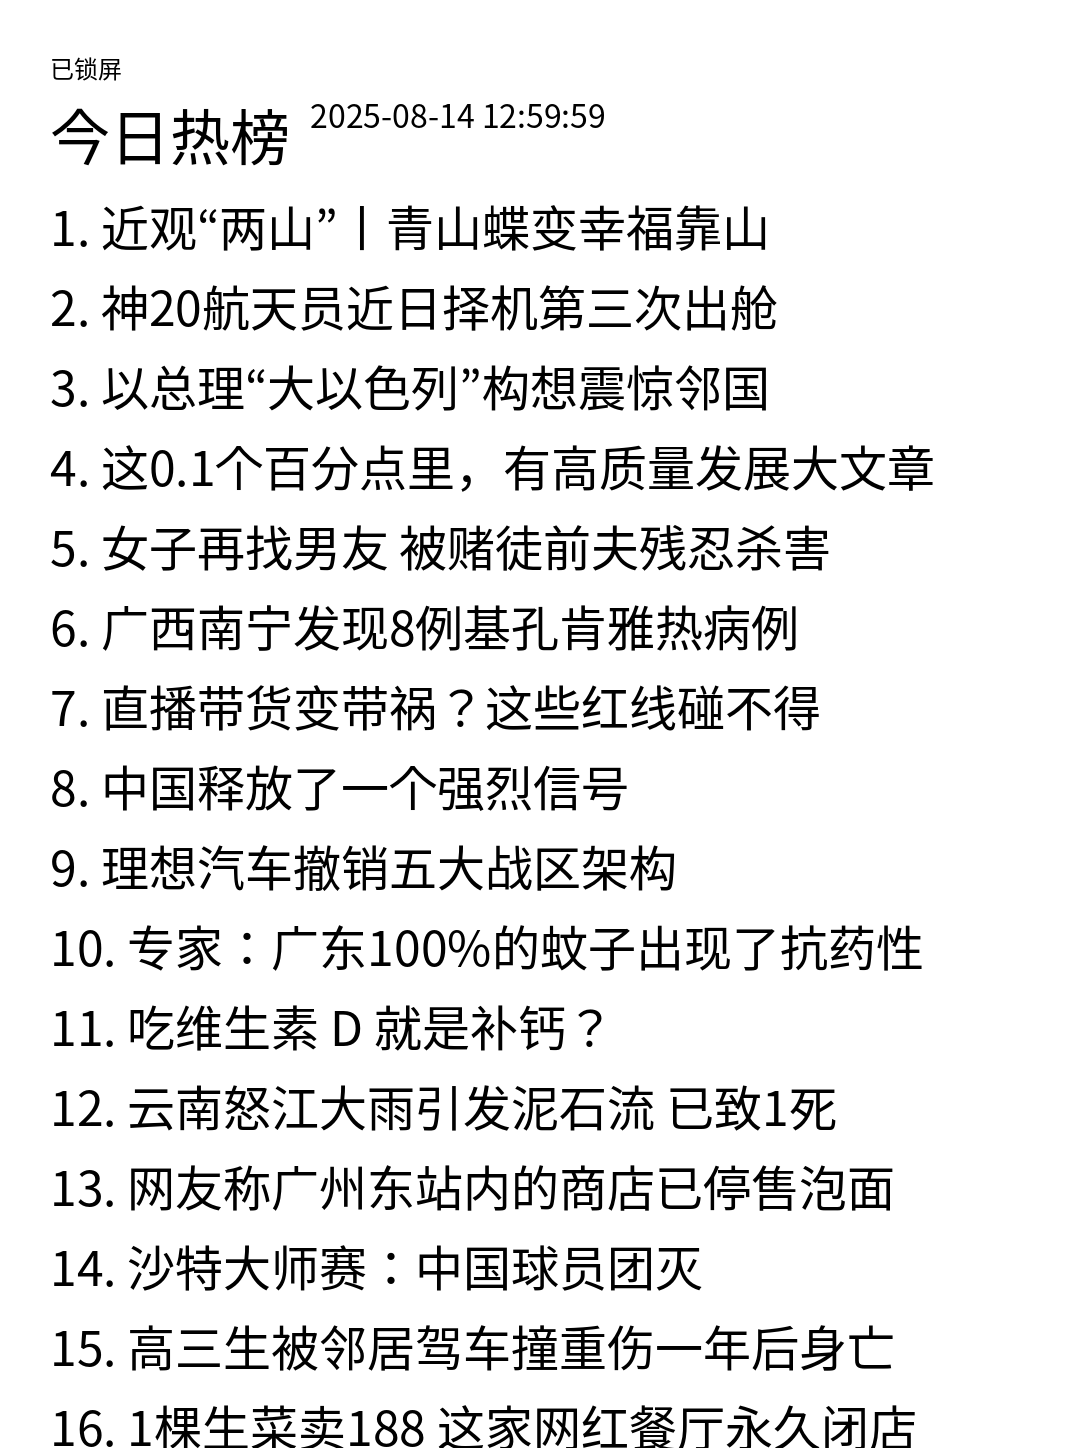 已锁屏
今日热榜 2025-08-14 12:59:59
1. 近观“两山”丨青山蝶变幸福靠山
2. 神20航天员近日择机第三次出舱
3. 以总理“大以色列”构想震惊邻国
4. 这0.1个百分点里，有高质量发展大文章
5. 女子再找男友 被赌徒前夫残忍杀害
6. 广西南宁发现8例基孔肯雅热病例
7. 直播带货变带祸？这些红线碰不得
8. 中国释放了一个强烈信号
9. 理想汽车撤销五大战区架构
10. 专家：广东100%的蚊子出现了抗药性
11. 吃维生素 D 就是补钙？
12. 云南怒江大雨引发泥石流 已致1死
13. 网友称广州东站内的商店已停售泡面
14. 沙特大师赛：中国球员团灭
15. 高三生被邻居驾车撞重伤一年后身亡
16. 1棵生菜卖188 这家网红餐厅永久闭店